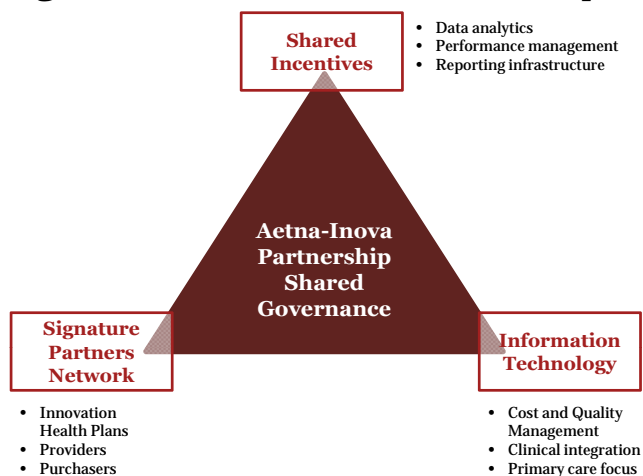 Shared
Incentives
• Data analytics
• Performance management
• Reporting infrastructure
Aetna-Inova
Partnership
Shared
Governance
Signature
Partners
Network
• Innovation
Health Plans
• Providers
• Purchasers
Information
Technology
• Cost and Quality
Management
• Clinical integration
• Primary care focus